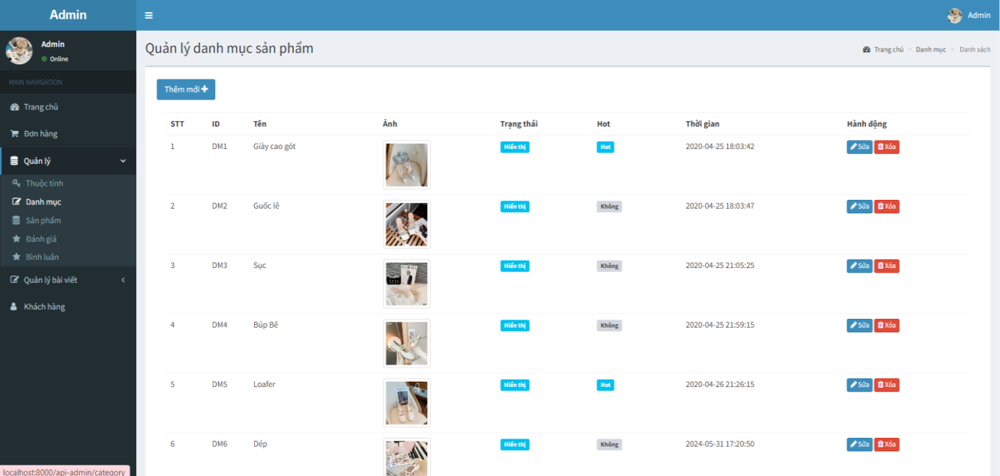 Admin
Admin
Admin
Online
MAIN NAVIGATION
Trang chủ
Đơn hàng
Quản lý
Thuộc tính
Danh mục
Sản phẩm
Đánh giá
Bình luân
Quản lý bài viết
Khách hàng
localhost:8000/api-admin/category
Quản lý danh mục sản phẩm
Trang chủ > Danh mục > Danh sách
Thêm mới
STT ID Tên Ảnh Trạng thái Hot Thời gian Hành động
1 DM1 Giày cao gót Hiển thị Hot 2020-04-25 18:03:42 Sửa Xóa
2 DM2 Guốc lê Hiển thị Không 2020-04-25 18:03:47 Sửa Xóa
3 DM3 Sục Hiển thị Không 2020-04-25 21:05:25 Sửa Xóa
4 DM4 Búp Bê Hiển thị Không 2020-04-25 21:59:15 Sửa Xóa
5 DM5 Loafer Hiển thị Hot 2020-04-26 21:26:15 Sửa Xóa
6 DM6 Dép Hiển thị Không 2024-05-31 17:20:50 Sửa Xóa